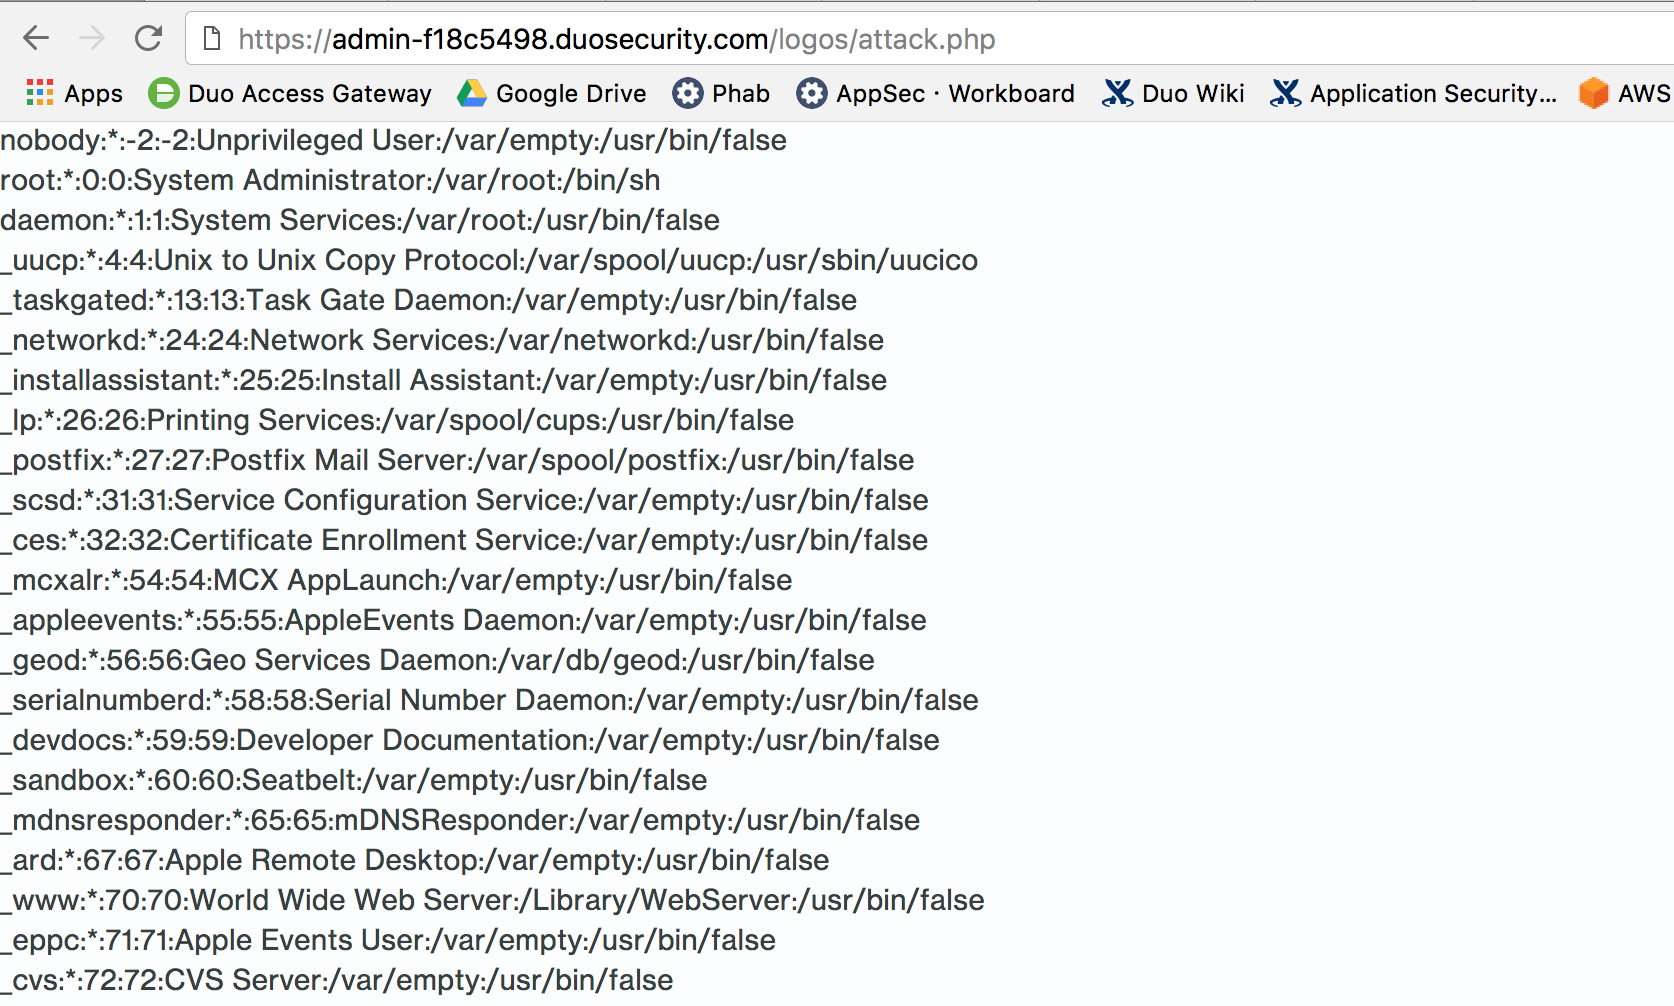 https://admin-f18c5498.duosecurity.com/logos/attack.php
Apps Duo Access Gateway Google Drive Phab AppSec · Workboard Duo Wiki Application Security... AWS
nobody:*:-2:-2:Unprivileged User:/var/empty:/usr/bin/false
root:*:0:0:System Administrator:/var/root:/bin/sh
daemon:*:1:1:System Services:/var/root:/usr/bin/false
_uucp:*:4:4:Unix to Unix Copy Protocol:/var/spool/uucp:/usr/sbin/uucico
_taskgated:*:13:13:Task Gate Daemon:/var/empty:/usr/bin/false
_networkd:*:24:24:Network Services:/var/networkd:/usr/bin/false
_installassistant:*:25:25:Install Assistant:/var/empty:/usr/bin/false
_lp:*:26:26:Printing Services:/var/spool/cups:/usr/bin/false
_postfix:*:27:27:Postfix Mail Server:/var/spool/postfix:/usr/bin/false
_scsd:*:31:31:Service Configuration Service:/var/empty:/usr/bin/false
_ces:*:32:32:Certificate Enrollment Service:/var/empty:/usr/bin/false
_mcxalr:*:54:54:MCX AppLaunch:/var/empty:/usr/bin/false
_appleevents:*:55:55:AppleEvents Daemon:/var/empty:/usr/bin/false
_geod:*:56:56:Geo Services Daemon:/var/db/geod:/usr/bin/false
_serialnumberd:*:58:58:Serial Number Daemon:/var/empty:/usr/bin/false
_devdocs:*:59:59:Developer Documentation:/var/empty:/usr/bin/false
_sandbox:*:60:60:Seatbelt:/var/empty:/usr/bin/false
_mdnsresponder:*:65:65:mDNSResponder:/var/empty:/usr/bin/false
_ard:*:67:67:Apple Remote Desktop:/var/empty:/usr/bin/false
_www:*:70:70:World Wide Web Server:/Library/WebServer:/usr/bin/false
_eppc:*:71:71:Apple Events User:/var/empty:/usr/bin/false
_cvs:*:72:72:CVS Server:/var/empty:/usr/bin/false